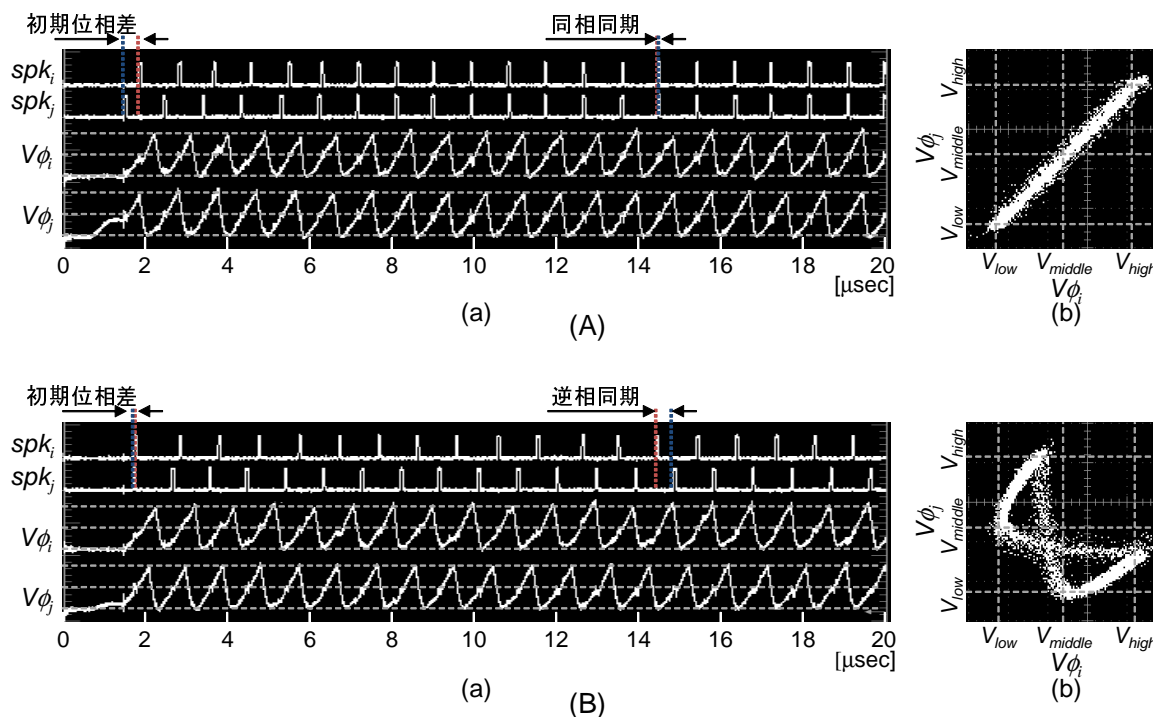 初期位相差
同相同期
spk_i
spk_j
Vϕ_i
Vϕ_j
0 2 4 6 8 10 12 14 16 18 20
[μsec]
(a)
V_high
V_middle
V_low
Vϕ_j
V_low V_middle V_high
Vϕ_i
(b)
(A)
初期位相差
逆相同期
spk_i
spk_j
Vϕ_i
Vϕ_j
0 2 4 6 8 10 12 14 16 18 20
[μsec]
(a)
V_high
V_middle
V_low
Vϕ_j
V_low V_middle V_high
Vϕ_i
(b)
(B)